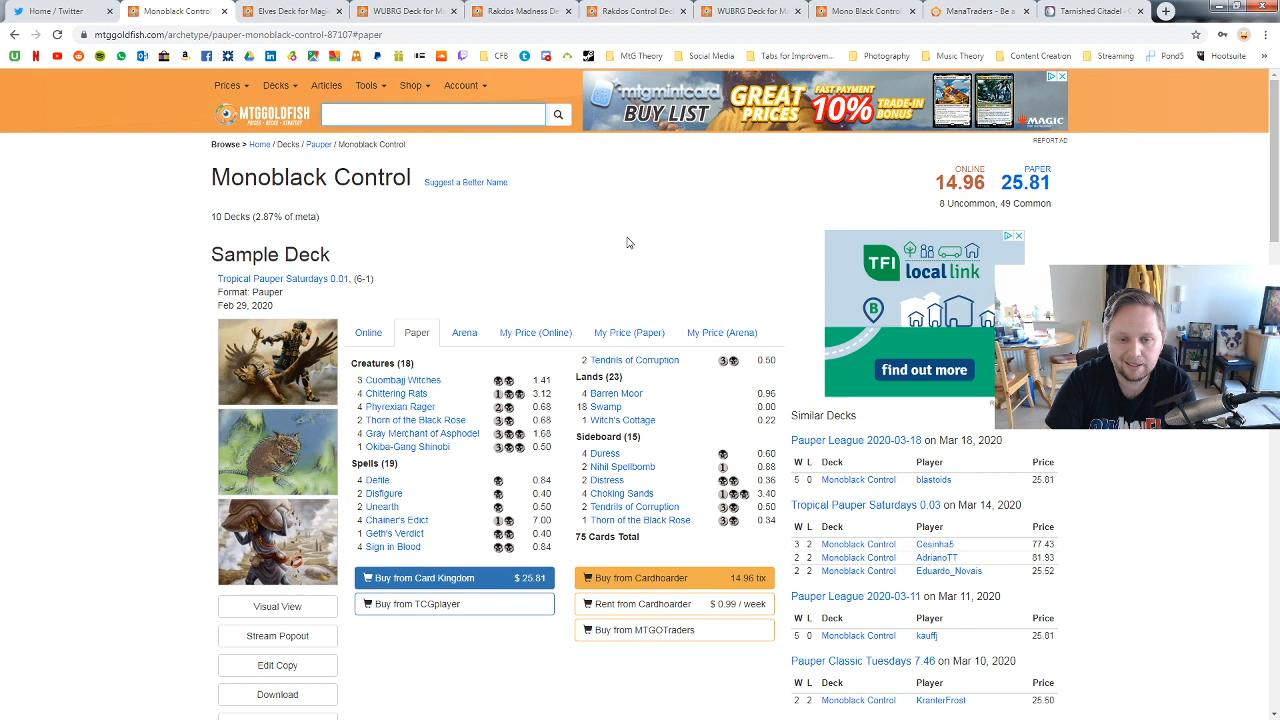 Home / Twitter
Monoblack Control
Elves Deck for Mag
WUBRG Deck for M
Rakdos Madness De
Rakdos Control Dec
WUBRG Deck for M
Mono Black Control
ManaTraders - Be a
Tarnished Citadel -
mtggoldfish.com/archetype/pauper-monoblack-control-87107#paper
CFB
MtG Theory
Social Media
Tabs for Improvem...
Photography
Music Theory
Content Creation
Streaming
Pond5
Hootsuite
Prices
Decks
Articles
Tools
Shop
Account
MTGGOLDFISH
mtgmintcard
BUY LIST
GREAT PRICES
FAST PAYMENT
10% TRADE-IN BONUS
MAGIC
Browse > Home / Decks / Pauper / Monoblack Control
REPORT AD
Monoblack Control
Suggest a Better Name
ONLINE PAPER
14.96 25.81
8 Uncommon, 49 Common
10 Decks (2.87% of meta)
Sample Deck
Tropical Pauper Saturdays 0.01, (6-1)
Format: Pauper
Feb 29, 2020
Online
Paper
Arena
My Price (Online)
My Price (Paper)
My Price (Arena)
Creatures (18)
3 Cuombajj Witches 1.41
4 Chittering Rats 1 3.12
4 Phyrexian Rager 2 0.68
2 Thorn of the Black Rose 3 0.68
4 Gray Merchant of Asphodel 3 1.68
1 Okiba-Gang Shinobi 3 0.50
Spells (19)
4 Defile 0.84
2 Disfigure 0.40
2 Unearth 0.50
4 Chainer's Edict 1 7.00
1 Geth's Verdict 0.40
4 Sign in Blood 0.84
2 Tendrils of Corruption 3 0.50
Lands (23)
4 Barren Moor 0.96
18 Swamp 0.00
1 Witch's Cottage 0.22
Sideboard (15)
4 Duress 0.60
2 Nihil Spellbomb 1 0.88
2 Distress 0.36
4 Choking Sands 1 3.40
2 Tendrils of Corruption 3 0.50
1 Thorn of the Black Rose 3 0.34
75 Cards Total
Buy from Card Kingdom $ 25.81
Buy from TCGplayer
Buy from Cardhoarder 14.96 tix
Rent from Cardhoarder $ 0.99 / week
Buy from MTGOTraders
Visual View
Stream Popout
Edit Copy
Download
TFI
local link
B
find out more
Similar Decks
Pauper League 2020-03-18 on Mar 18, 2020
W L Deck Player Price
5 0 Monoblack Control blastoids 25.81
Tropical Pauper Saturdays 0.03 on Mar 14, 2020
W L Deck Player Price
3 2 Monoblack Control Cesinha5 77.43
2 2 Monoblack Control AdrianoTT 81.93
2 2 Monoblack Control Eduardo_Novais 25.52
Pauper League 2020-03-11 on Mar 11, 2020
W L Deck Player Price
5 0 Monoblack Control kauffj 25.81
Pauper Classic Tuesdays 7.46 on Mar 10, 2020
W L Deck Player Price
2 2 Monoblack Control KranterFrost 25.50